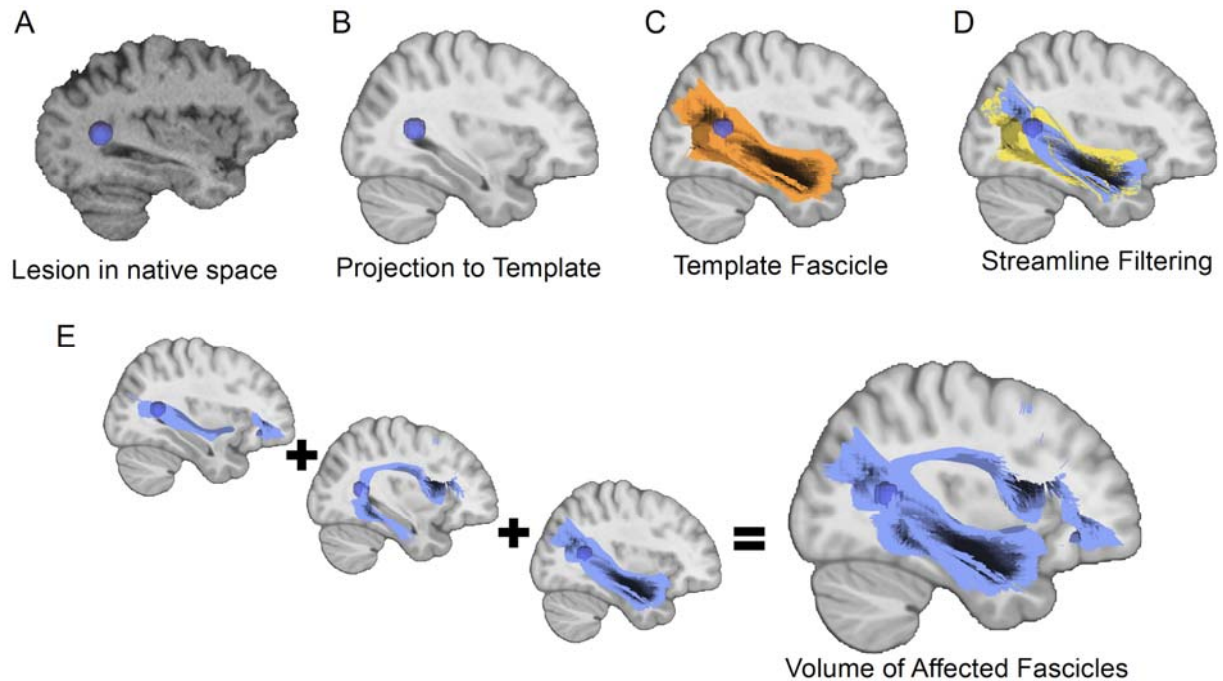 A
B
C
D
Lesion in native space
Projection to Template
Template Fascicle
Streamline Filtering
E
+
+
=
Volume of Affected Fascicles